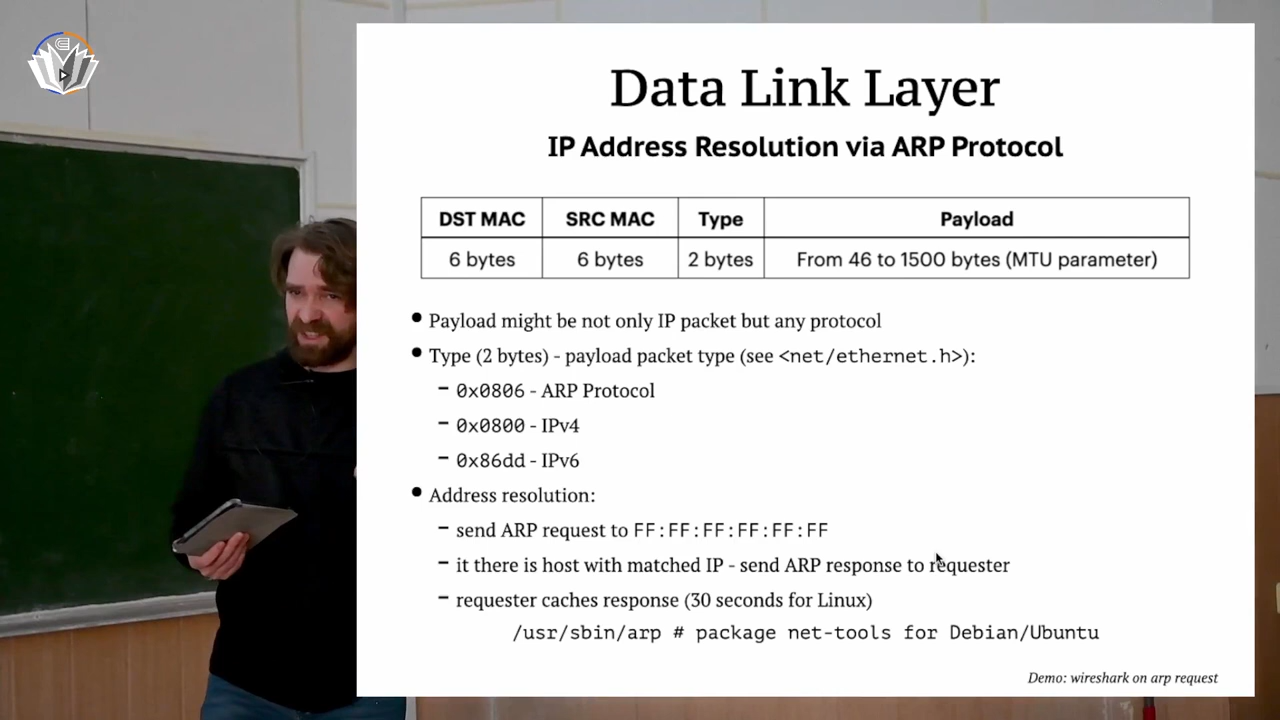 Data Link Layer
IP Address Resolution via ARP Protocol
DST MAC SRC MAC Type Payload
6 bytes 6 bytes 2 bytes From 46 to 1500 bytes (MTU parameter)
• Payload might be not only IP packet but any protocol
• Type (2 bytes) - payload packet type (see <net/ethernet.h>):
- 0x0806 - ARP Protocol
- 0x0800 - IPv4
- 0x86dd - IPv6
• Address resolution:
- send ARP request to FF:FF:FF:FF:FF:FF
- it there is host with matched IP - send ARP response to requester
- requester caches response (30 seconds for Linux)
/usr/sbin/arp # package net-tools for Debian/Ubuntu
Demo: wireshark on arp request